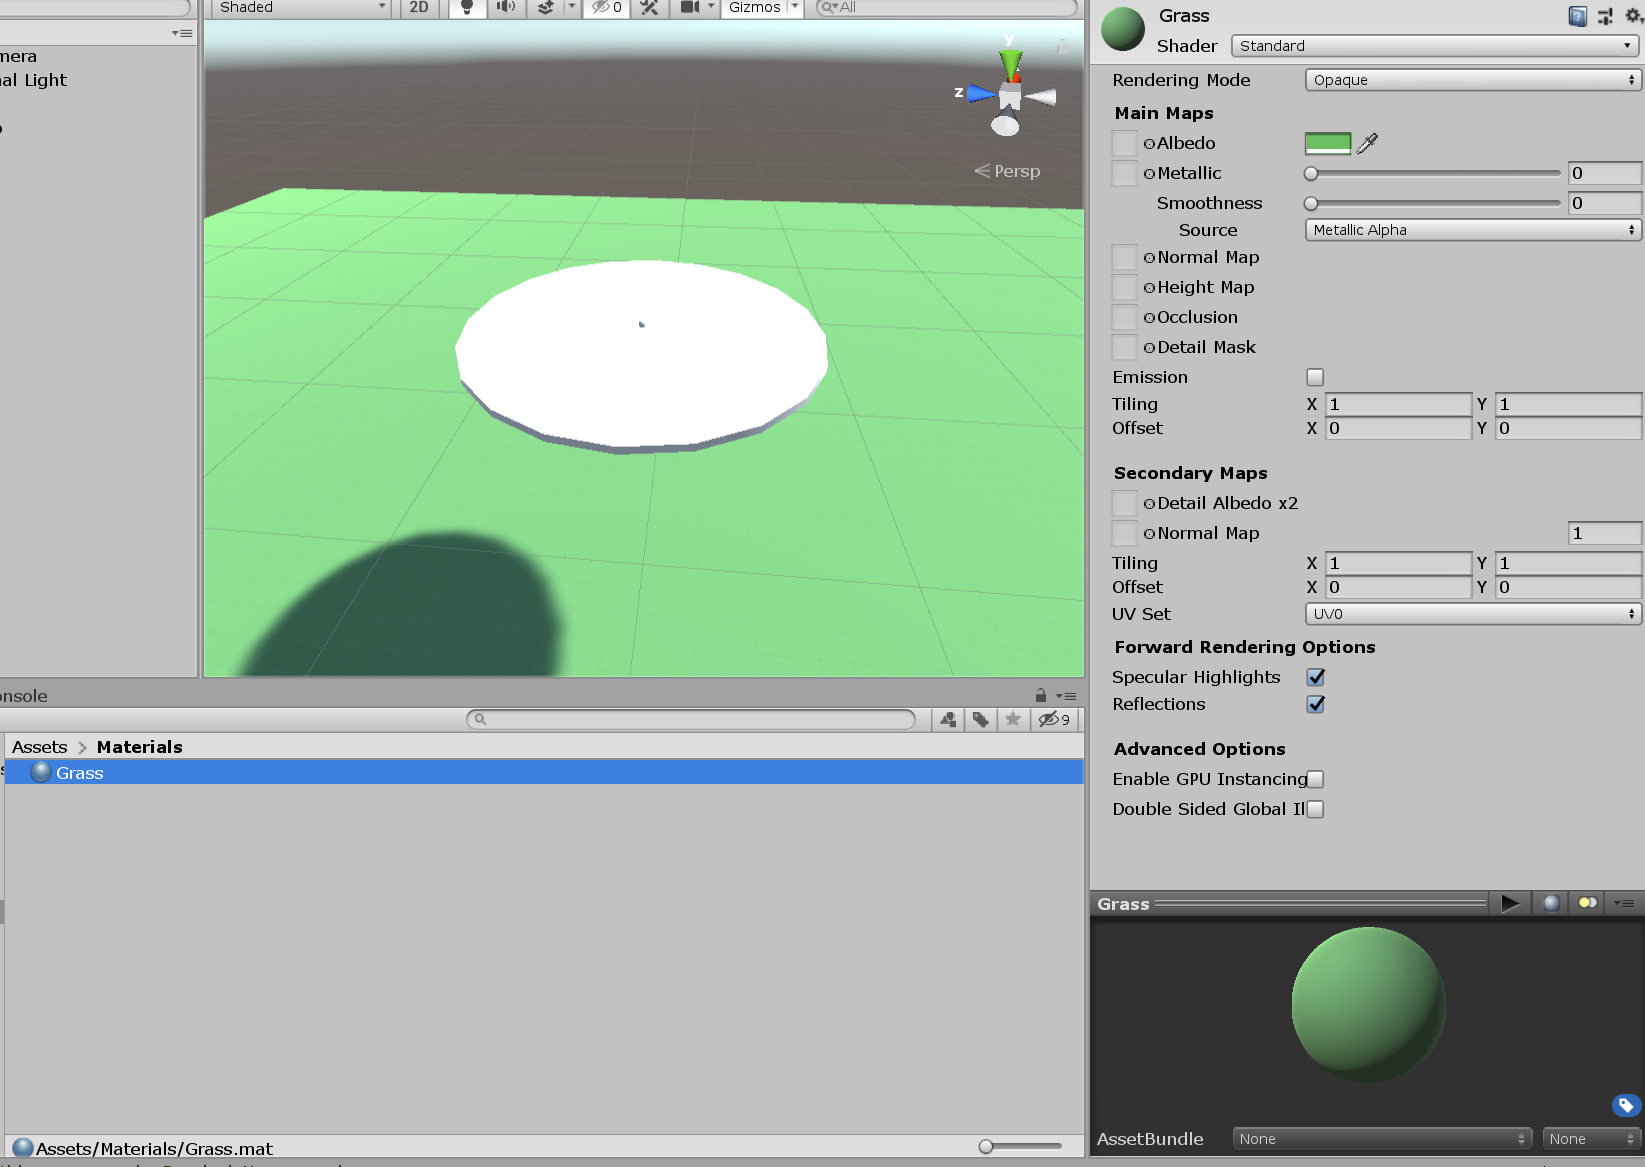 Shaded
2D
0
Gizmos
All
mera
al Light
y
z
Persp
Grass
Shader
Standard
Rendering Mode
Opaque
Main Maps
Albedo
Metallic
0
Smoothness
0
Source
Metallic Alpha
Normal Map
Height Map
Occlusion
Detail Mask
Emission
Tiling
X 1 Y 1
Offset
X 0 Y 0
Secondary Maps
Detail Albedo x2
Normal Map
1
Tiling
X 1 Y 1
Offset
X 0 Y 0
UV Set
UV0
Forward Rendering Options
Specular Highlights
Reflections
Advanced Options
Enable GPU Instancing
Double Sided Global Il
onsole
9
Assets > Materials
Grass
Assets/Materials/Grass.mat
Grass
AssetBundle
None
None